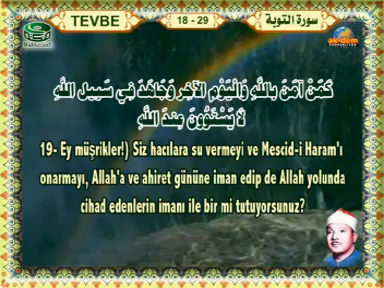 TEVBE
18 - 29
سورة التوبة
Mekke
akademi
كَمَنْ آمَنَ بِاللَّهِ وَالْيَوْمِ الْآخِرِ وَجَاهَدَ فِي سَبِيلِ اللَّهِ
لَا يَسْتَوُونَ عِندَ اللَّهِ
19- Ey müşrikler!) Siz hacılara su vermeyi ve Mescid-i Haram'ı
onarmayı, Allah'a ve ahiret gününe iman edip de Allah yolunda
cihad edenlerin imanı ile bir mi tutuyorsunuz?